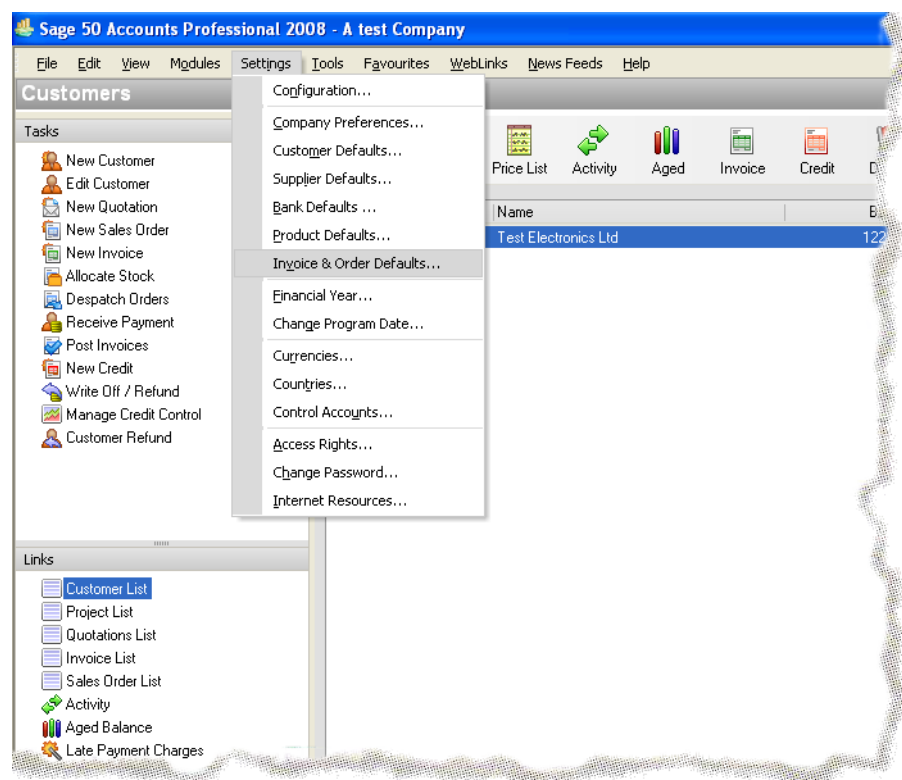 Sage 50 Accounts Professional 2008 - A test Company
File Edit View Modules Settings Tools Favourites WebLinks News Feeds Help
Customers
Configuration...
Company Preferences...
Customer Defaults...
Supplier Defaults...
Bank Defaults ...
Product Defaults...
Invoice & Order Defaults...
Financial Year...
Change Program Date...
Currencies...
Countries...
Control Accounts...
Access Rights...
Change Password...
Internet Resources...
Price List Activity Aged Invoice Credit
Name
Test Electronics Ltd 122
Tasks
New Customer
Edit Customer
New Quotation
New Sales Order
New Invoice
Allocate Stock
Despatch Orders
Receive Payment
Post Invoices
New Credit
Write Off / Refund
Manage Credit Control
Customer Refund
Links
Customer List
Project List
Quotations List
Invoice List
Sales Order List
Activity
Aged Balance
Late Payment Charges